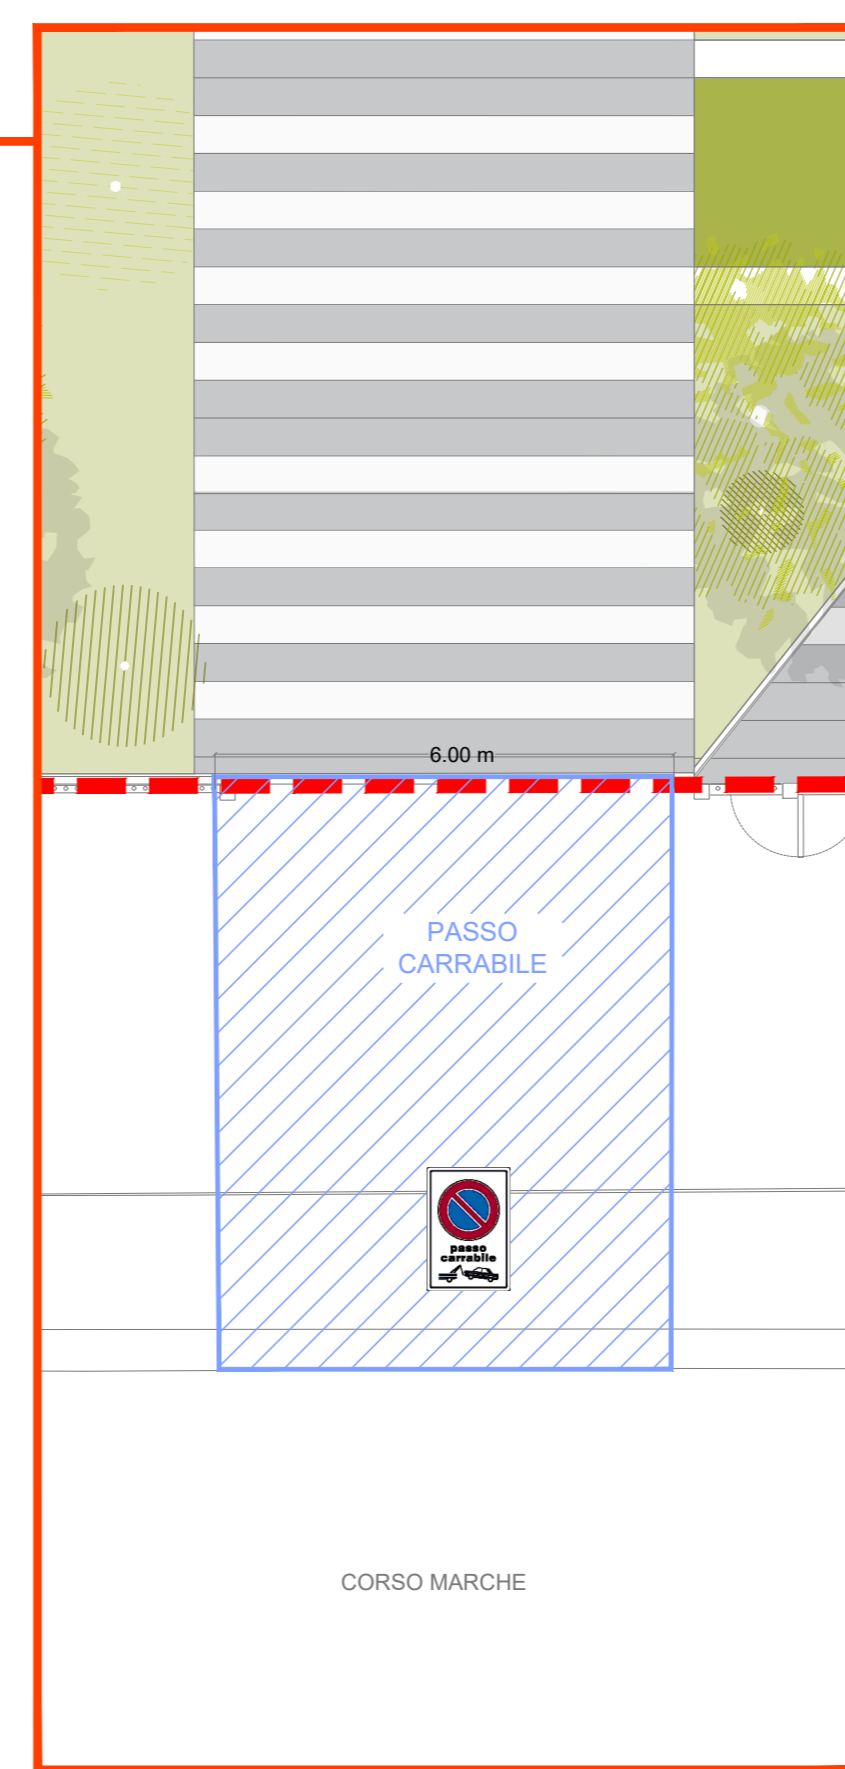 6.00 m
PASSO
CARRABILE
passo
carrabile
CORSO MARCHE